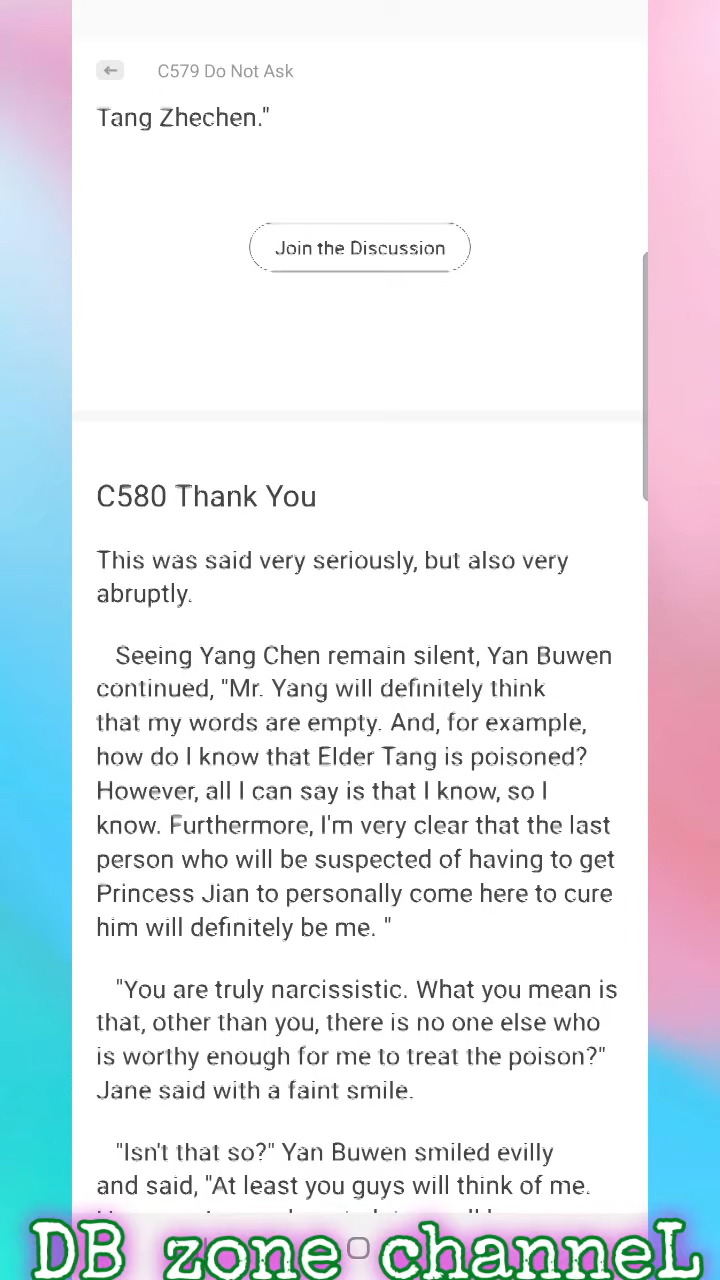 C579 Do Not Ask
Tang Zhechen."
Join the Discussion
C580 Thank You
This was said very seriously, but also very
abruptly.
Seeing Yang Chen remain silent, Yan Buwen
continued, "Mr. Yang will definitely think
that my words are empty. And, for example,
how do I know that Elder Tang is poisoned?
However, all I can say is that I know, so I
know. Furthermore, I'm very clear that the last
person who will be suspected of having to get
Princess Jian to personally come here to cure
him will definitely be me. "
"You are truly narcissistic. What you mean is
that, other than you, there is no one else who
is worthy enough for me to treat the poison?"
Jane said with a faint smile.
"Isn't that so?" Yan Buwen smiled evilly
and said, "At least you guys will think of me.
DB zone channeL